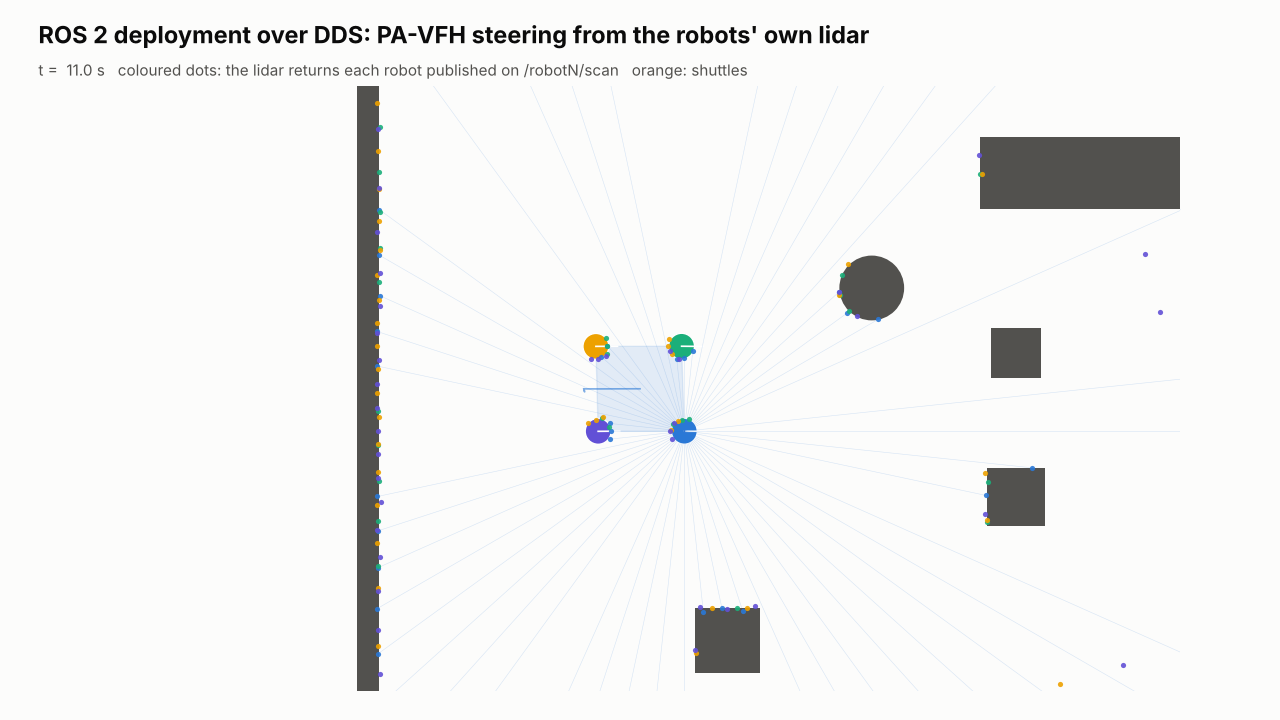 ROS 2 deployment over DDS: PA-VFH steering from the robots' own lidar
t = 11.0 s coloured dots: the lidar returns each robot published on /robotN/scan orange: shuttles